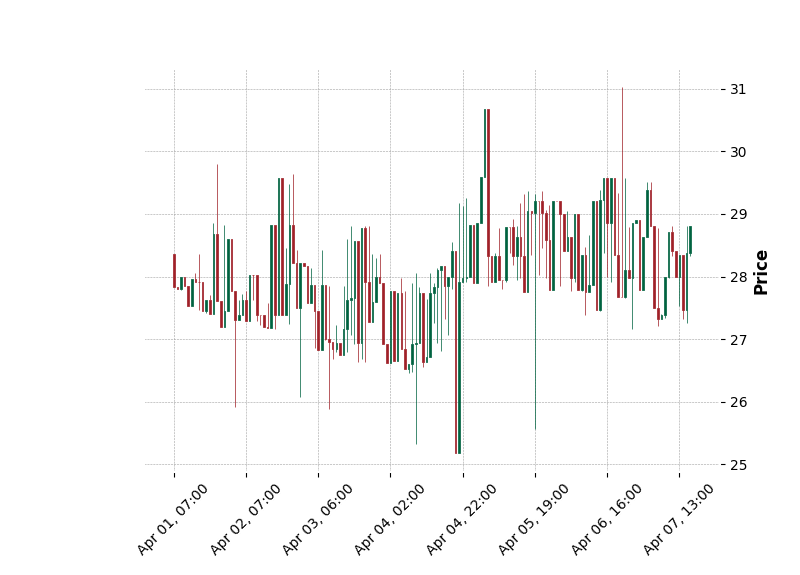 31
30
29
28
27
26
25
Price
Apr 01, 07:00
Apr 02, 07:00
Apr 03, 06:00
Apr 04, 02:00
Apr 04, 22:00
Apr 05, 19:00
Apr 06, 16:00
Apr 07, 13:00